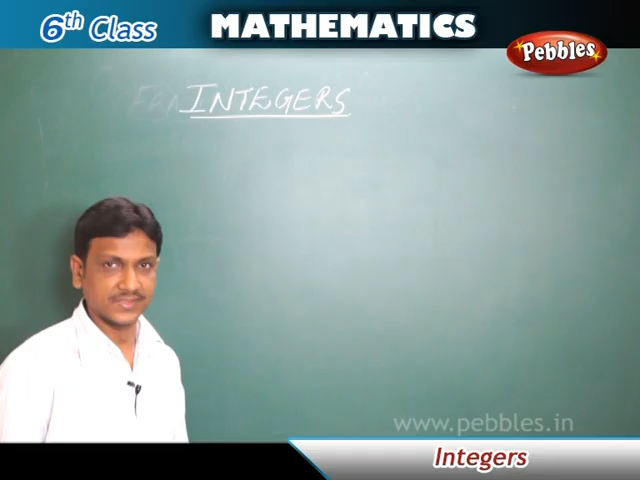 6th Class
MATHEMATICS
Pebbles
INTEGERS
www.pebbles.in
Integers